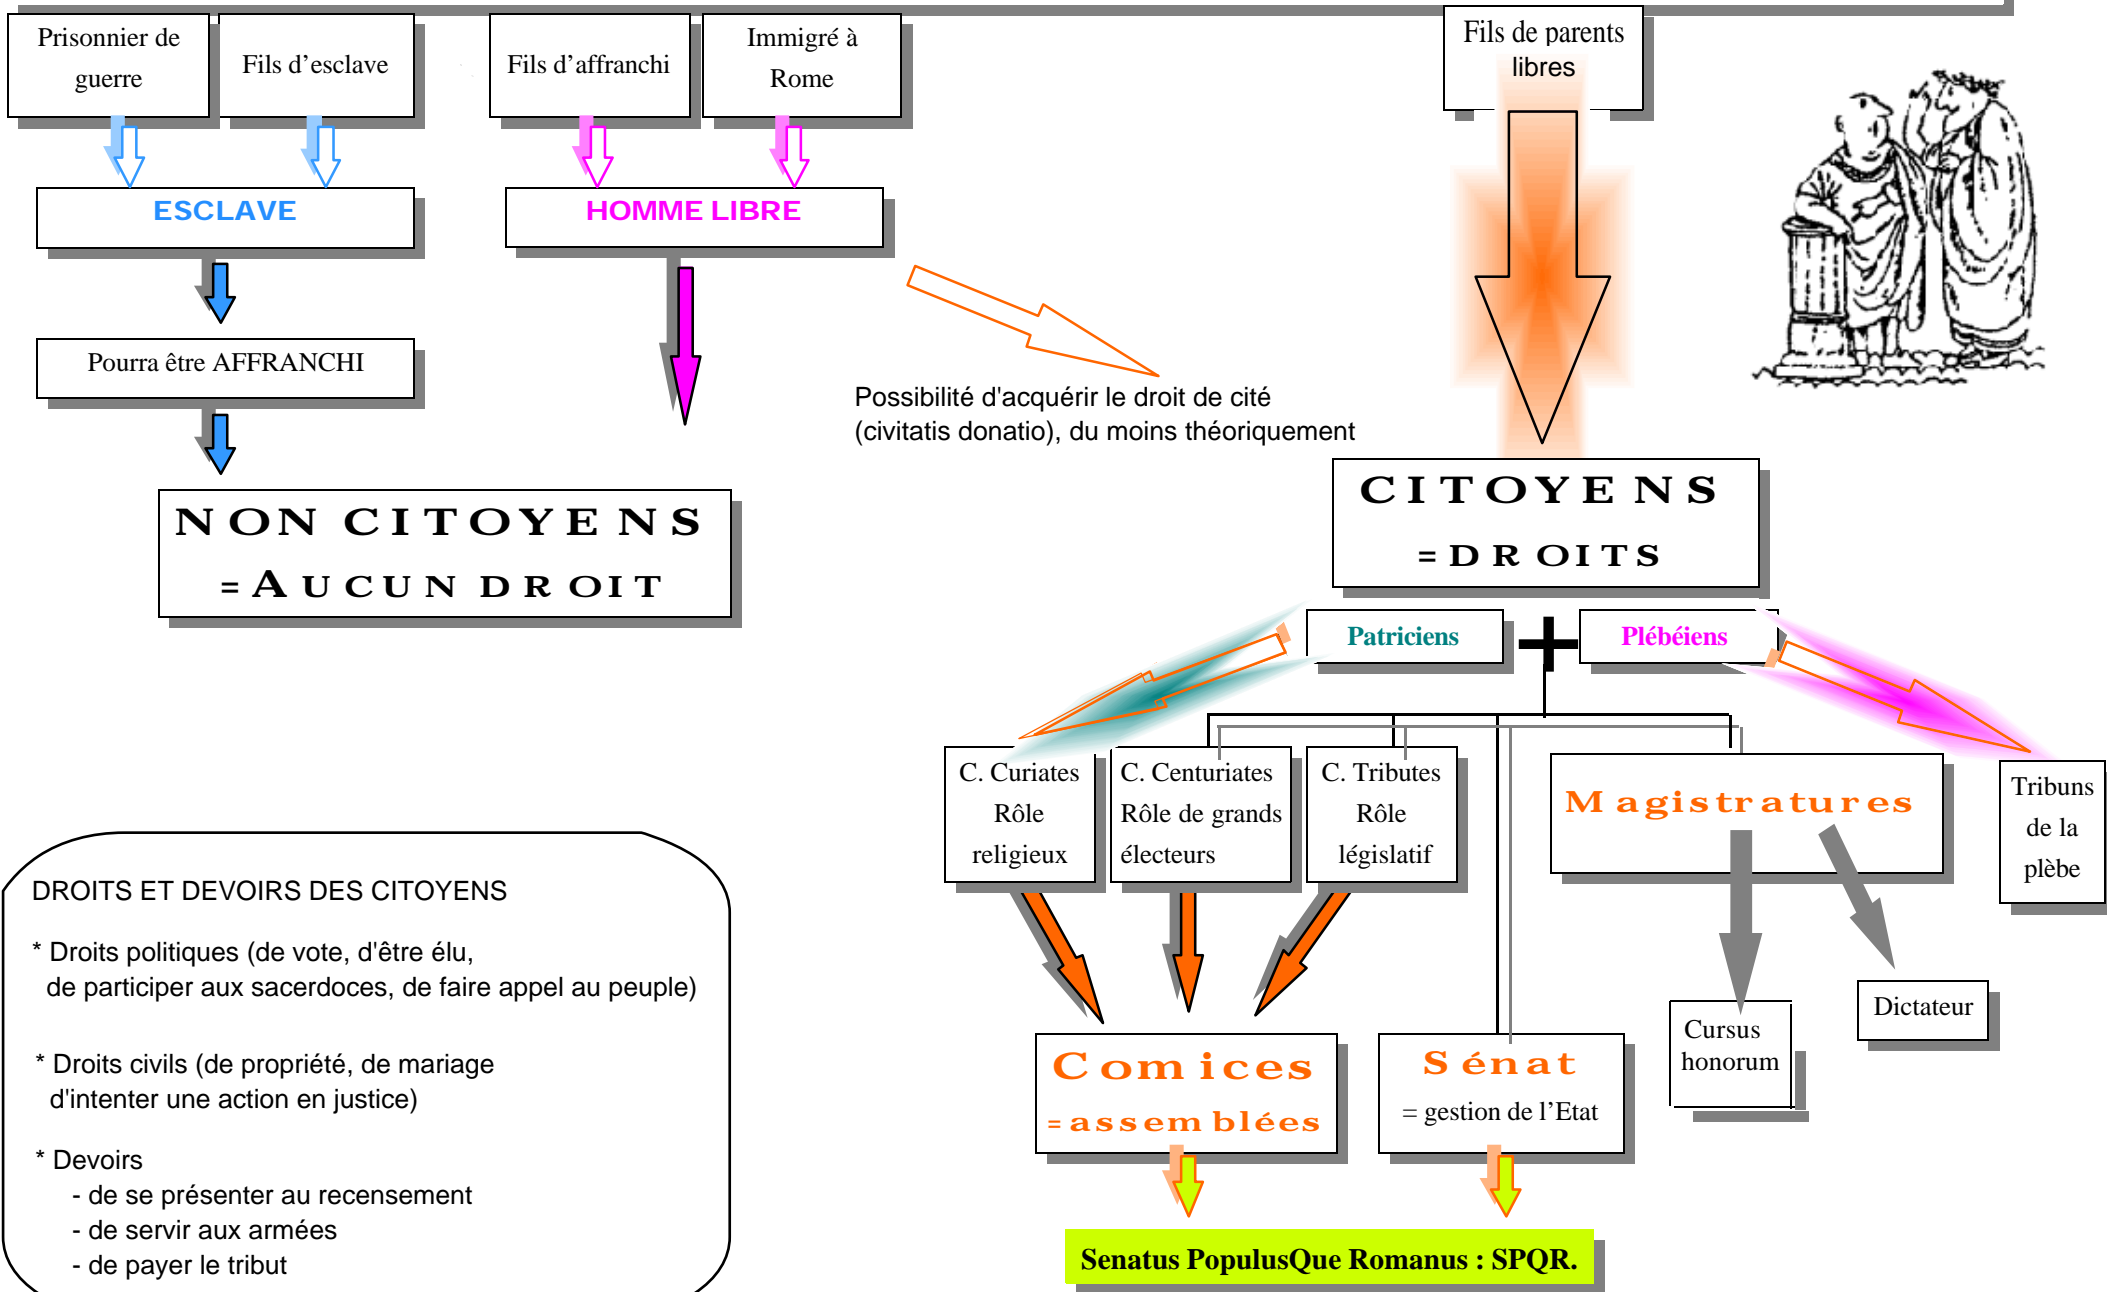 Prisonnier de
guerre
Fils d’esclave
Fils d’affranchi
Immigré à
Rome
Fils de parents
libres
ESCLAVE
HOMME LIBRE
Pourra être AFFRANCHI
Possibilité d'acquérir le droit de cité
(civitatis donatio), du moins théoriquement
NON CITOYENS
= AUCUN DROIT
CITOYENS
= DROITS
Patriciens
+
Plébéiens
C. Curiates
Rôle
religieux
C. Centuriates
Rôle de grands
électeurs
C. Tributes
Rôle
législatif
Magistratures
Tribuns
de la
plèbe
Cursus
honorum
Dictateur
Comices
= assemblées
Sénat
= gestion de l’Etat
Senatus PopulusQue Romanus : SPQR.
DROITS ET DEVOIRS DES CITOYENS
* Droits politiques (de vote, d'être élu,
de participer aux sacerdoces, de faire appel au peuple)
* Droits civils (de propriété, de mariage
d'intenter une action en justice)
* Devoirs
- de se présenter au recensement
- de servir aux armées
- de payer le tribut